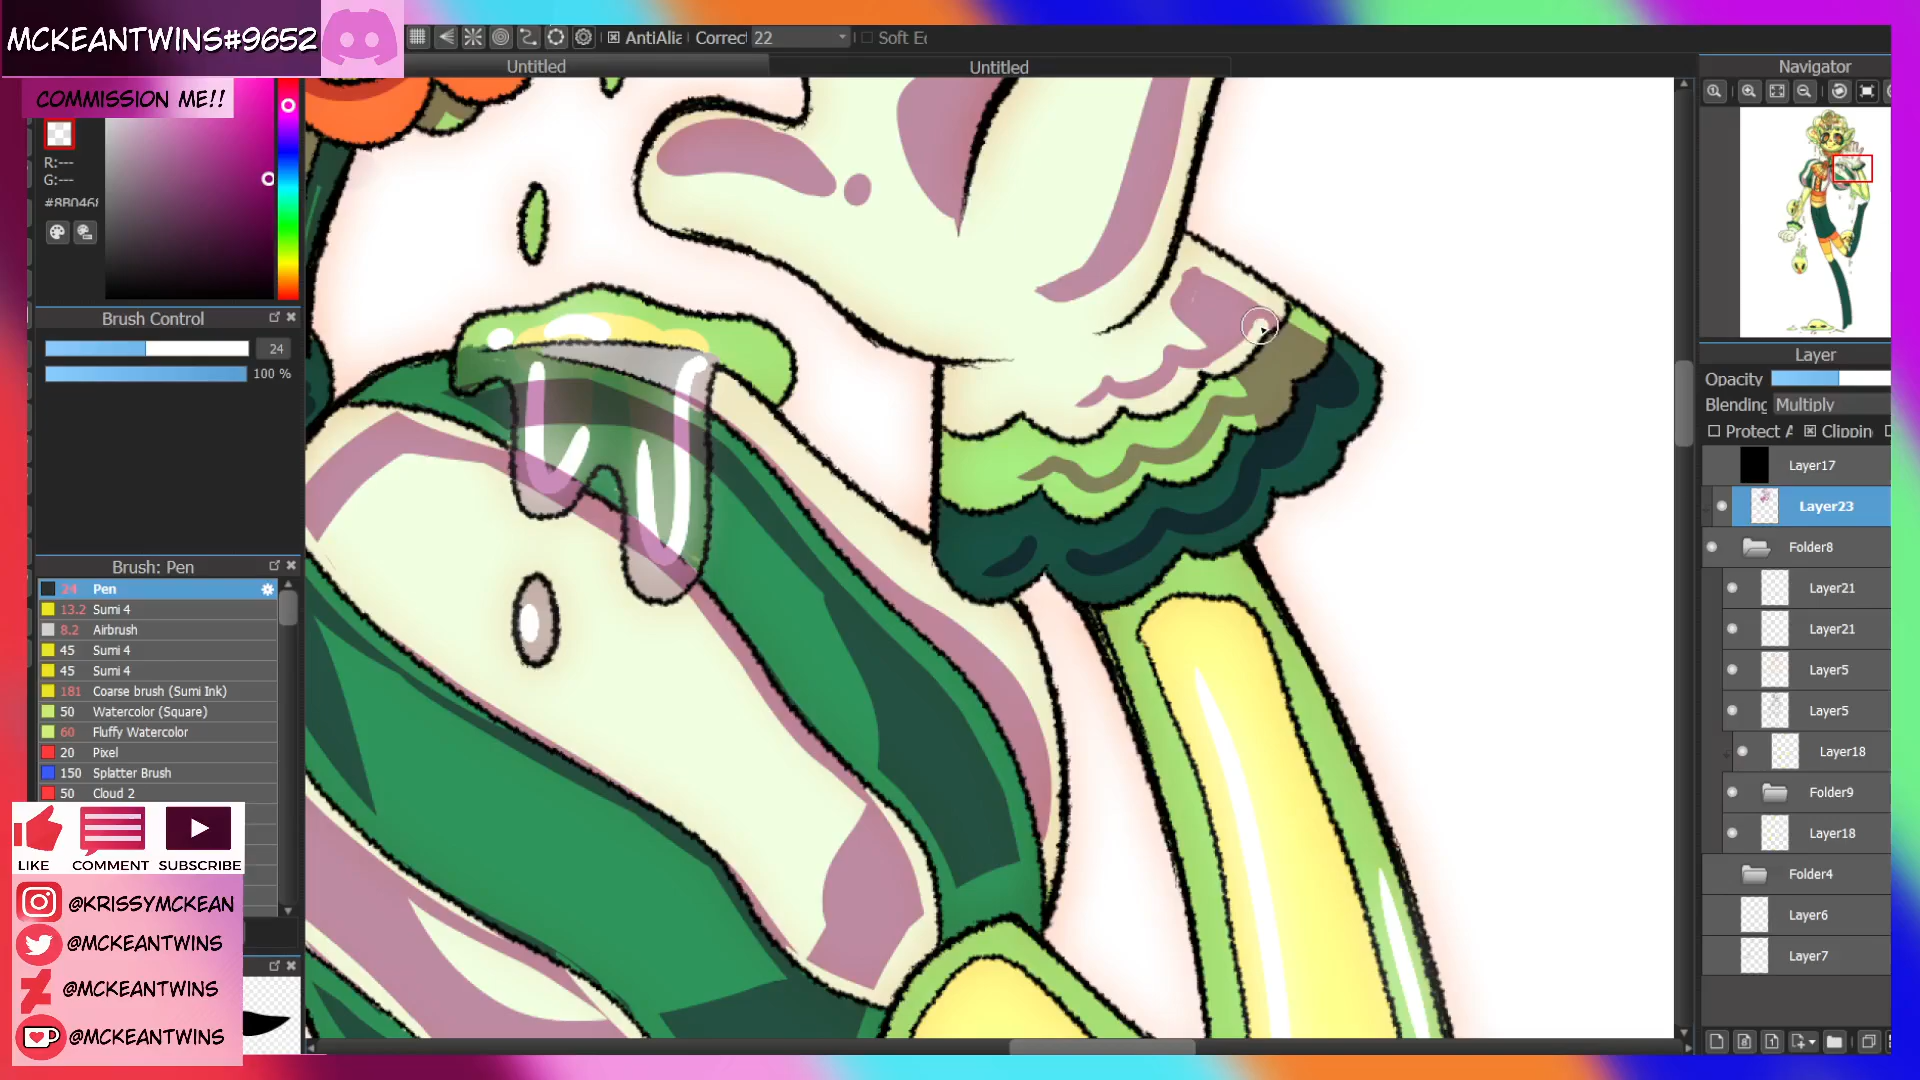 MCKEANTWINS#9652
COMMISSION ME!!
AntiAlia
Correct 22
Soft Ed
Untitled
Untitled
R:---
G:---
Brush Control
24
100 %
Brush: Pen
24 Pen
13.2 Sumi 4
8.2 Airbrush
45 Sumi 4
45 Sumi 4
181 Coarse brush (Sumi Ink)
50 Watercolor (Square)
60 Fluffy Watercolor
20 Pixel
150 Splatter Brush
50 Cloud 2
LIKE COMMENT SUBSCRIBE
@KRISSYMCKEAN
@MCKEANTWINS
@MCKEANTWINS
@MCKEANTWINS
Navigator
Layer
Opacity
Blending Multiply
Protect A Clippin
Layer17
Layer23
Folder8
Layer21
Layer21
Layer5
Layer5
Layer18
Folder9
Layer18
Folder4
Layer6
Layer7